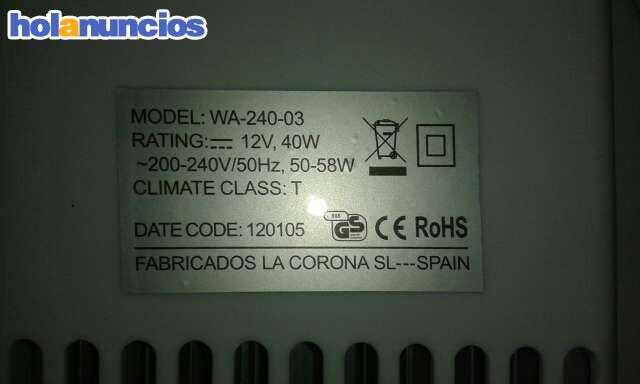 holanuncios
MODEL: WA-240-03
RATING: ⎓ 12V, 40W
~200-240V/50Hz, 50-58W
CLIMATE CLASS: T
DATE CODE: 120105
GS CE RoHS
FABRICADOS LA CORONA SL---SPAIN